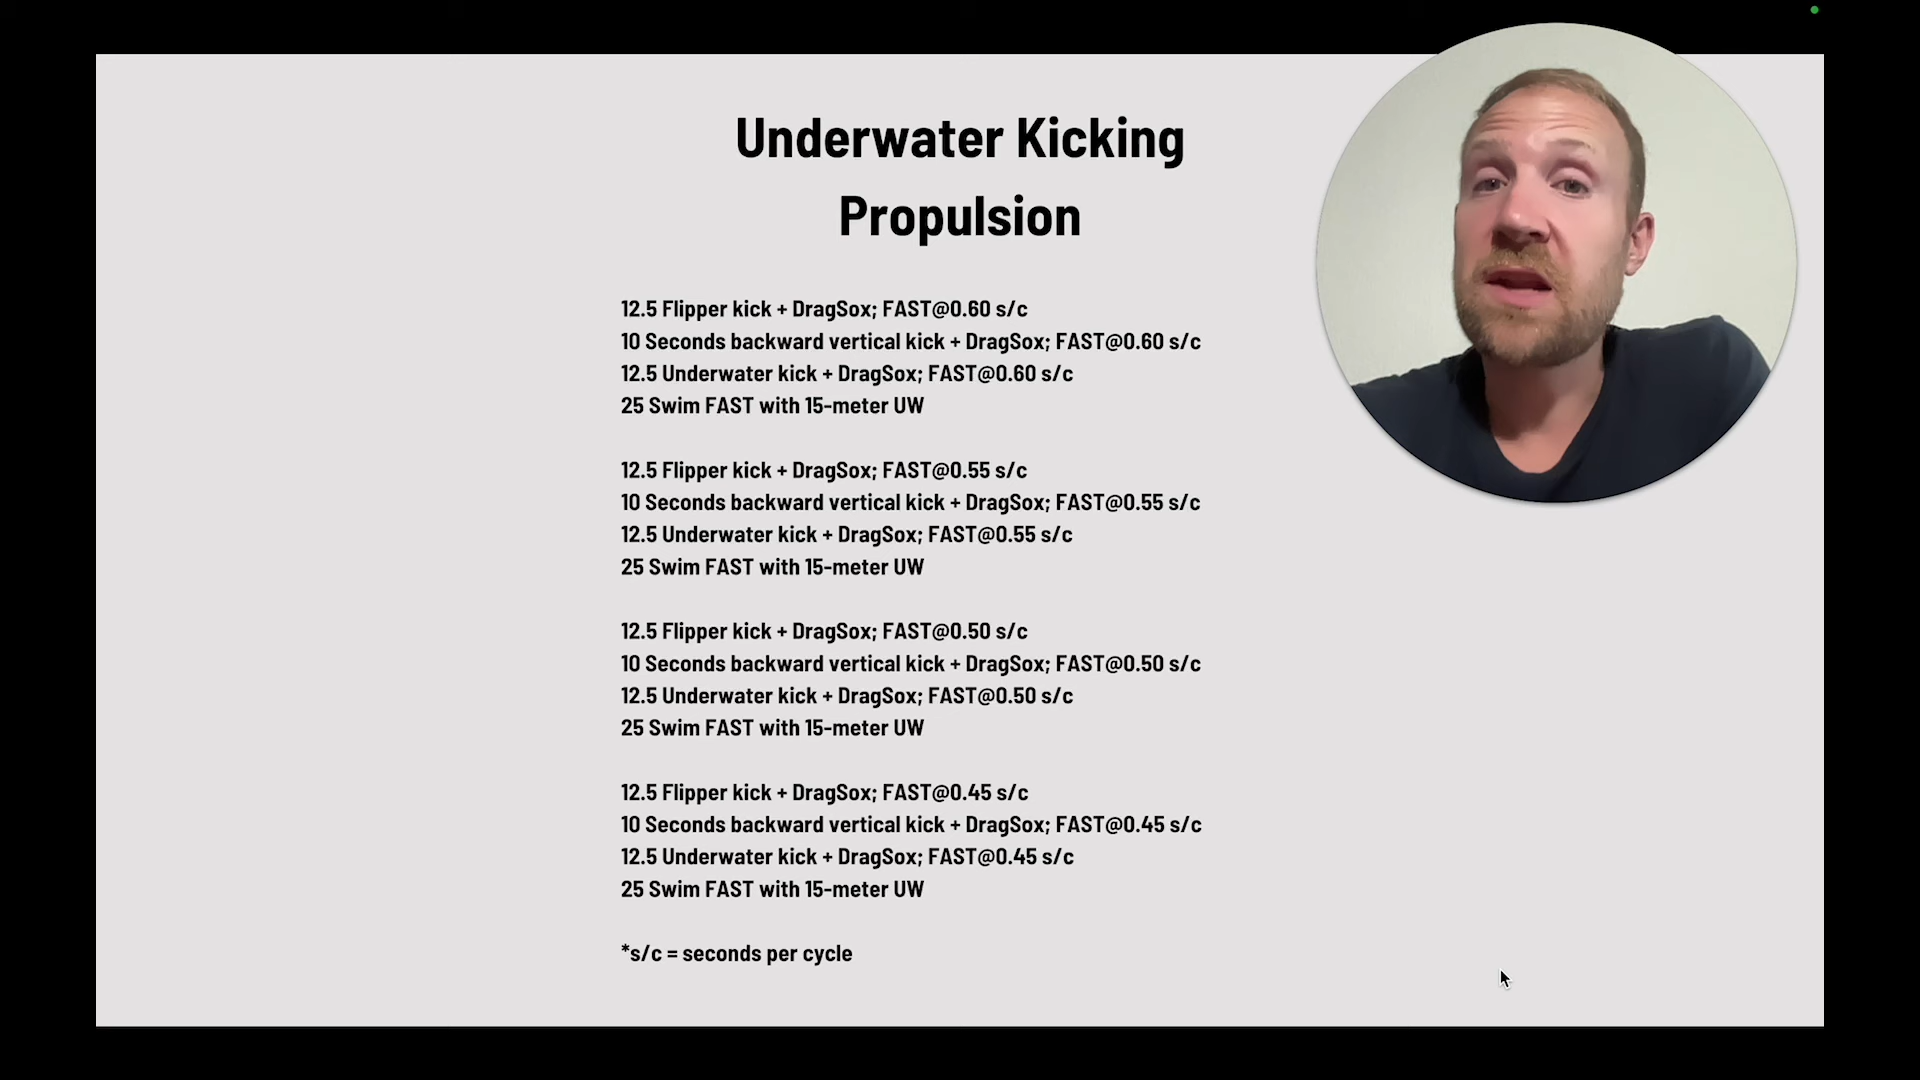 Underwater Kicking
Propulsion
12.5 Flipper kick + DragSox; FAST@0.60 s/c
10 Seconds backward vertical kick + DragSox; FAST@0.60 s/c
12.5 Underwater kick + DragSox; FAST@0.60 s/c
25 Swim FAST with 15-meter UW
12.5 Flipper kick + DragSox; FAST@0.55 s/c
10 Seconds backward vertical kick + DragSox; FAST@0.55 s/c
12.5 Underwater kick + DragSox; FAST@0.55 s/c
25 Swim FAST with 15-meter UW
12.5 Flipper kick + DragSox; FAST@0.50 s/c
10 Seconds backward vertical kick + DragSox; FAST@0.50 s/c
12.5 Underwater kick + DragSox; FAST@0.50 s/c
25 Swim FAST with 15-meter UW
12.5 Flipper kick + DragSox; FAST@0.45 s/c
10 Seconds backward vertical kick + DragSox; FAST@0.45 s/c
12.5 Underwater kick + DragSox; FAST@0.45 s/c
25 Swim FAST with 15-meter UW
*s/c = seconds per cycle